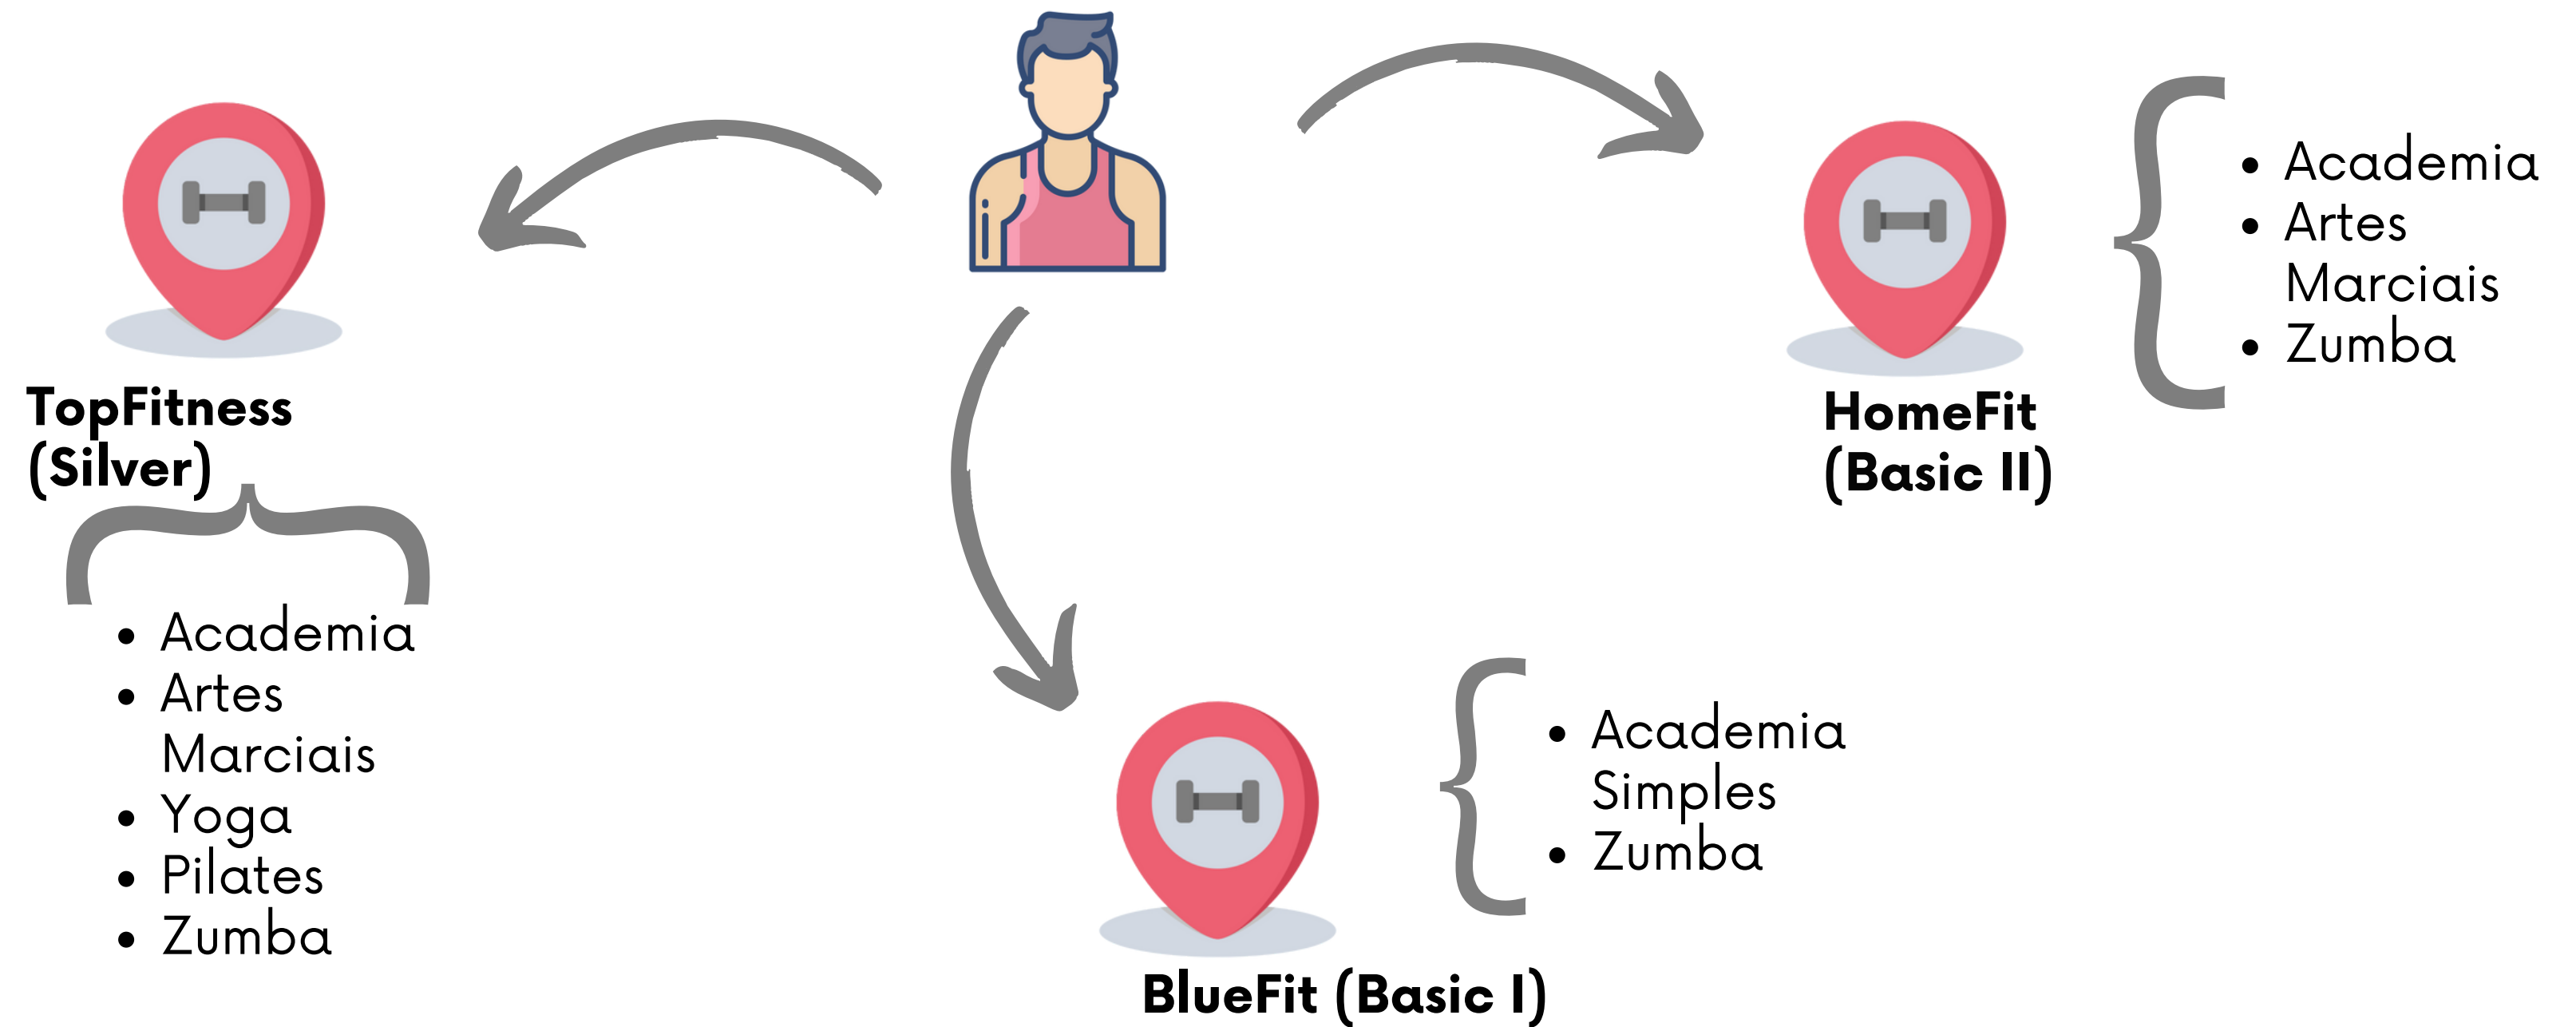 TopFitness
(Silver)
Academia
Artes
Marciais
Yoga
Pilates
Zumba
HomeFit
(Basic II)
Academia
Artes
Marciais
Zumba
BlueFit (Basic I)
Academia
Simples
Zumba